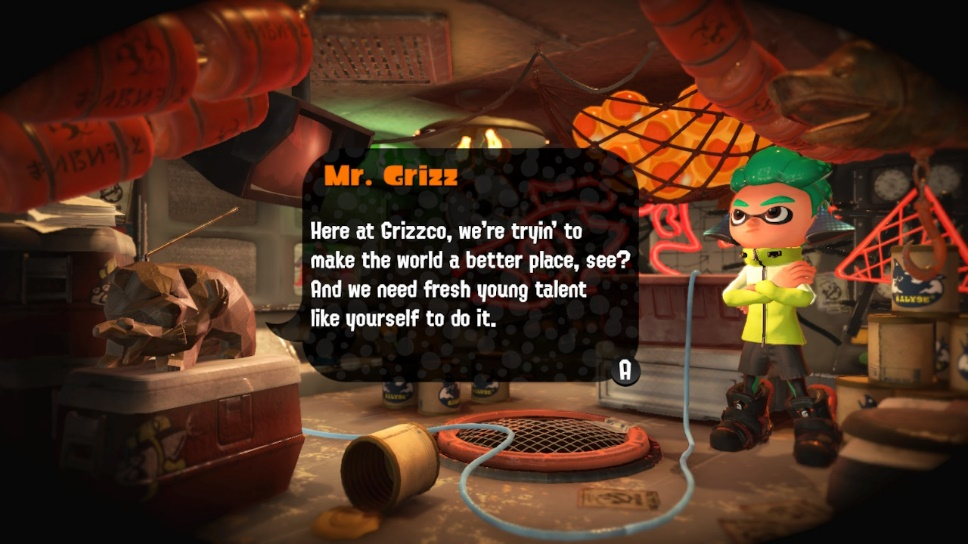 Mr. Grizz
Here at Grizzco, we're tryin' to
make the world a better place, see?
And we need fresh young talent
like yourself to do it.
A